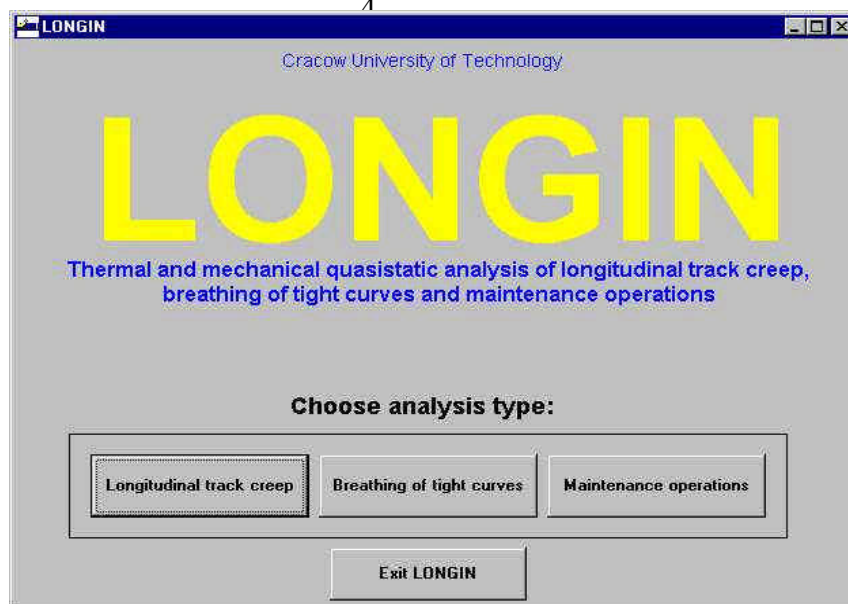 4
LONGIN
Cracow University of Technology
LONGIN
Thermal and mechanical quasistatic analysis of longitudinal track creep,
breathing of tight curves and maintenance operations
Choose analysis type:
Longitudinal track creep
Breathing of tight curves
Maintenance operations
Exit LONGIN